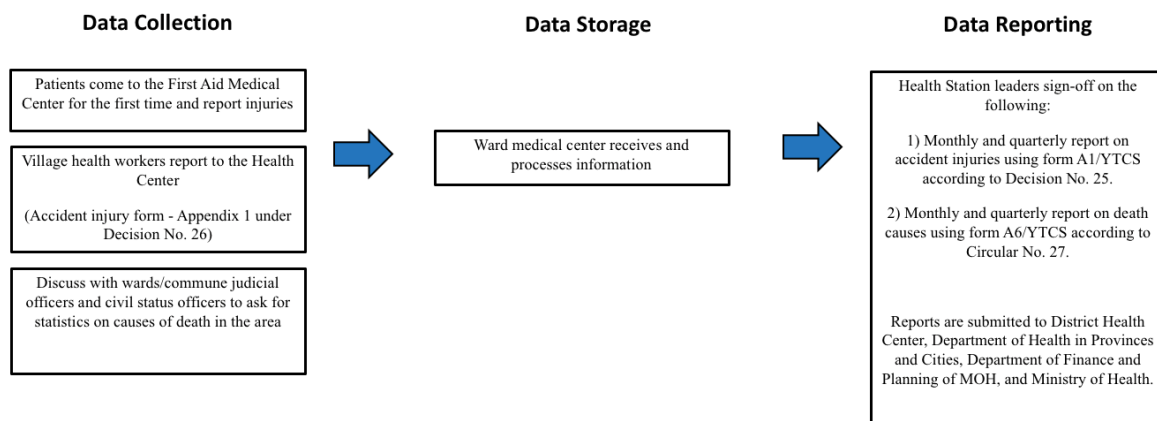 Data Collection
Patients come to the First Aid Medical
Center for the first time and report injuries
Village health workers report to the Health
Center
(Accident injury form - Appendix 1 under
Decision No. 26)
Discuss with wards/commune judicial
officers and civil status officers to ask for
statistics on causes of death in the area
Data Storage
Ward medical center receives and
processes information
Data Reporting
Health Station leaders sign-off on the
following:
1) Monthly and quarterly report on
accident injuries using form A1/YTCS
according to Decision No. 25.
2) Monthly and quarterly report on death
causes using form A6/YTCS according to
Circular No. 27.
Reports are submitted to District Health
Center, Department of Health in Provinces
and Cities, Department of Finance and
Planning of MOH, and Ministry of Health.